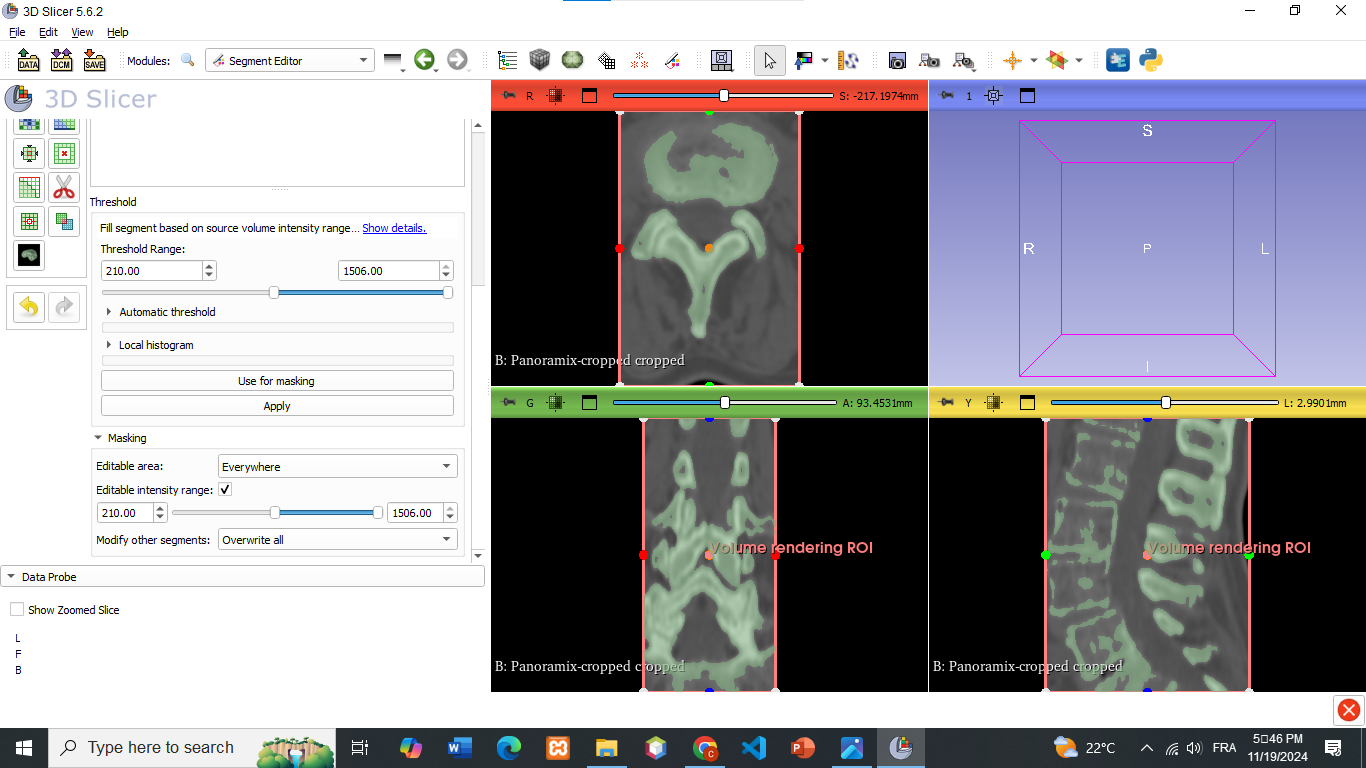 3D Slicer 5.6.2
File Edit View Help
DATA DCM SAVE Modules: Segment Editor
3D Slicer
R S: -217.1974mm
1
Threshold
Fill segment based on source volume intensity range... Show details.
Threshold Range:
210.00 1506.00
Automatic threshold
Local histogram
Use for masking
Apply
Masking
Editable area: Everywhere
Editable intensity range:
210.00 1506.00
Modify other segments: Overwrite all
Data Probe
Show Zoomed Slice
L
F
B
B: Panoramix-cropped cropped
S
R P L
I
G A: 93.4531mm
Volume rendering ROI
B: Panoramix-cropped cropped
Y L: 2.9901mm
Volume rendering ROI
B: Panoramix-cropped cropped
Type here to search
22°C
FRA
5□46 PM
11/19/2024